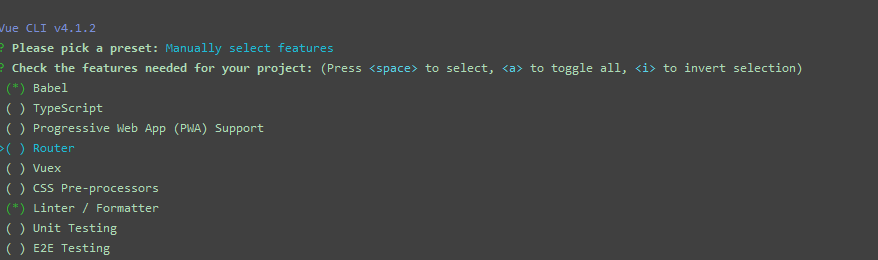 Vue CLI v4.1.2
? Please pick a preset: Manually select features
? Check the features needed for your project: (Press <space> to select, <a> to toggle all, <i> to invert selection)
(*) Babel
( ) TypeScript
( ) Progressive Web App (PWA) Support
>( ) Router
( ) Vuex
( ) CSS Pre-processors
(*) Linter / Formatter
( ) Unit Testing
( ) E2E Testing